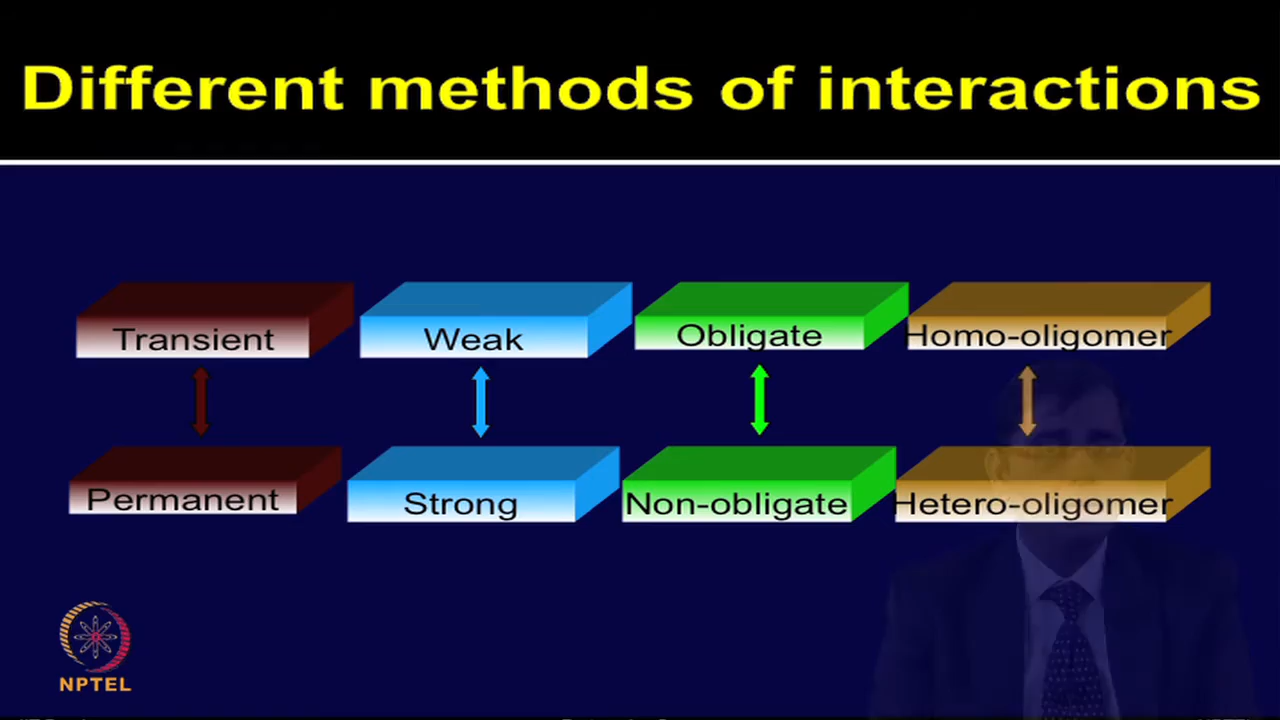 Different methods of interactions
Transient
Weak
Obligate
Homo-oligomer
Permanent
Strong
Non-obligate
Hetero-oligomer
NPTEL